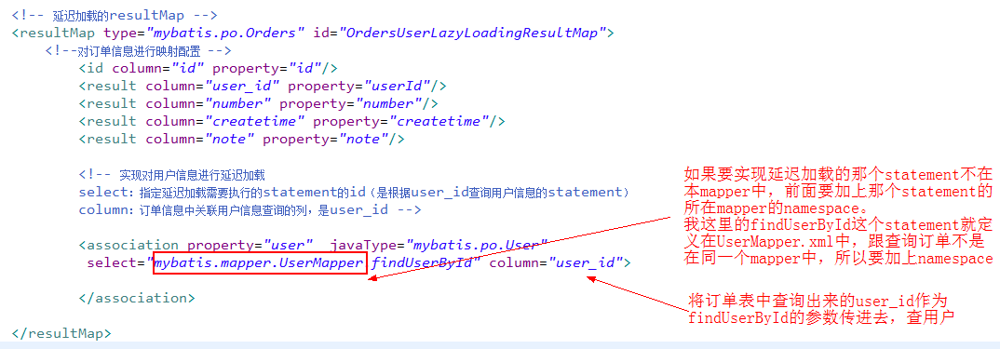 <!-- 延迟加载的resultMap -->
<resultMap type="mybatis.po.Orders" id="OrdersUserLazyLoadingResultMap">
<!--对订单信息进行映射配置 -->
<id column="id" property="id"/>
<result column="user_id" property="userId"/>
<result column="number" property="number"/>
<result column="createtime" property="createtime"/>
<result column="note" property="note"/>
<!-- 实现对用户信息进行延迟加载
select：指定延迟加载需要执行的statement的id（是根据user_id查询用户信息的statement）
column：订单信息中关联用户信息查询的列，是user_id -->
<association property="user" javaType="mybatis.po.User"
select="mybatis.mapper.UserMapper.findUserById" column="user_id">
</association>
</resultMap>
如果要实现延迟加载的那个statement不在
本mapper中，前面要加上那个statement的
所在mapper的namespace。
我这里的findUserById这个statement就定
义在UserMapper.xml中，跟查询订单不是
在同一个mapper中，所以要加上namespace
将订单表中查询出来的user_id作为
findUserById的参数传进去，查用户